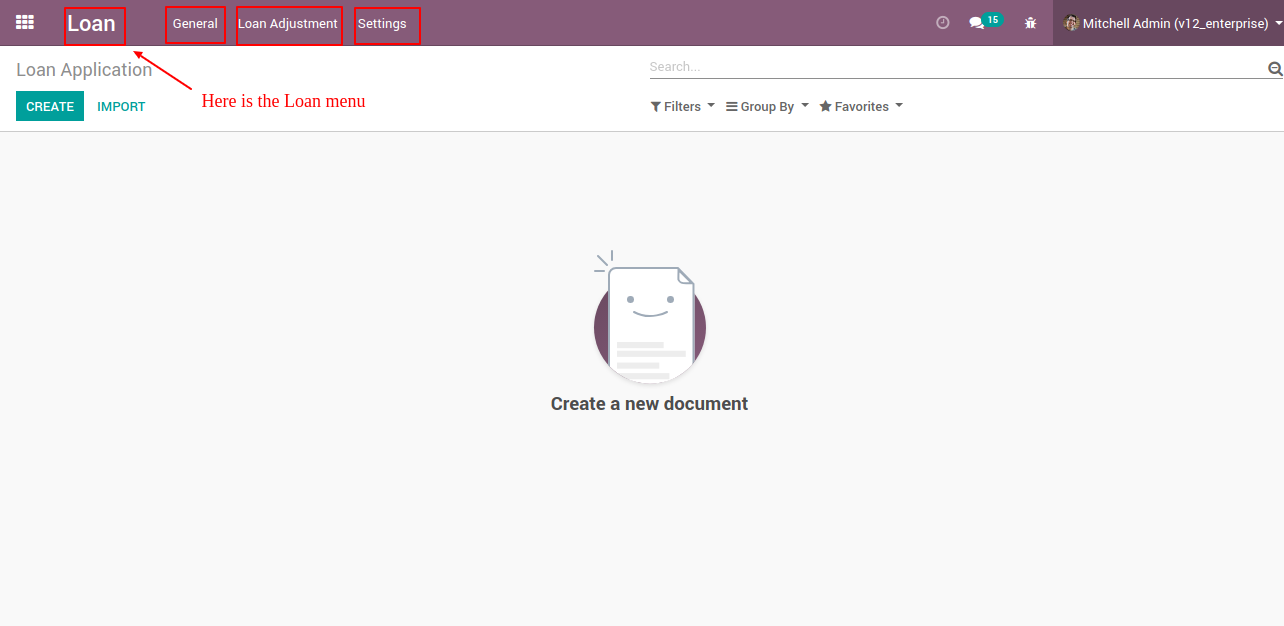 Loan General Loan Adjustment Settings 15 Mitchell Admin (v12_enterprise)
Loan Application Search...
Here is the Loan menu
CREATE IMPORT Filters Group By Favorites
Create a new document